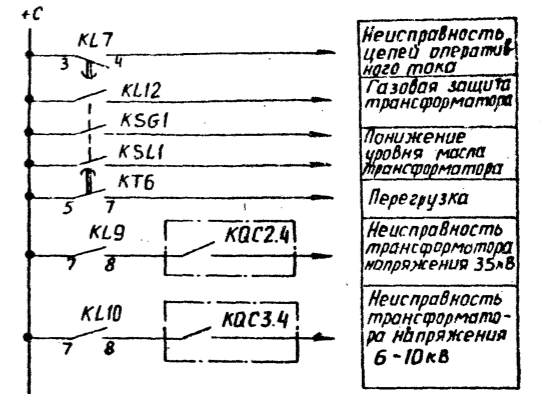 +С
KL7
3 4
KL12
KSG1
KSL1
KT6
5 7
KL9
KQC2.4
7 8
KL10
KQC3.4
7 8
Неисправность
цепей оператив-
ного тока
Газовая защита
трансформатора
Понижение
уровня масла
трансформатора
Перегрузка
Неисправность
трансформатора
напряжения 35кВ
Неисправность
трансформато-
ра напряжения
6-10кВ